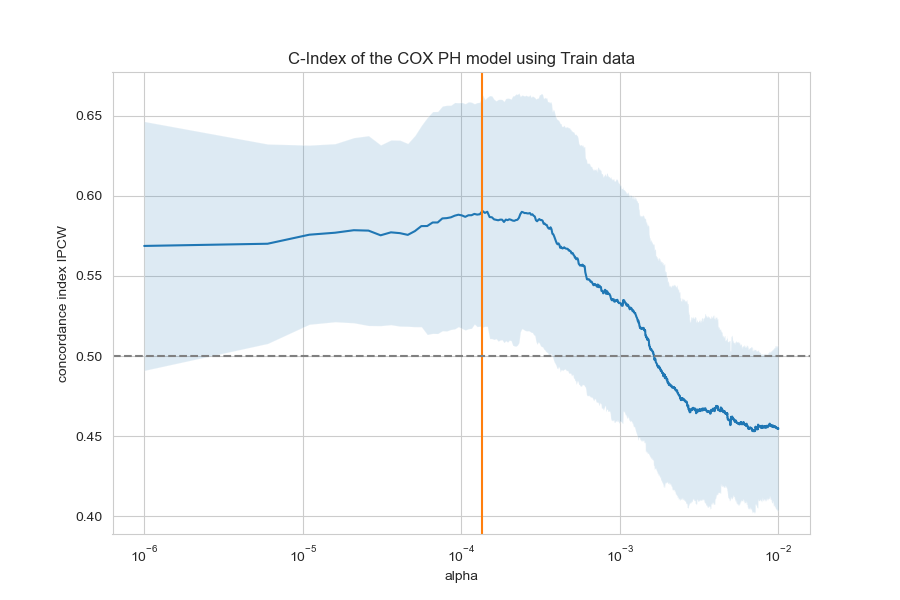 C-Index of the COX PH model using Train data
concordance index IPCW
0.65
0.60
0.55
0.50
0.45
0.40
10⁻⁶ 10⁻⁵ 10⁻⁴ 10⁻³ 10⁻²
alpha